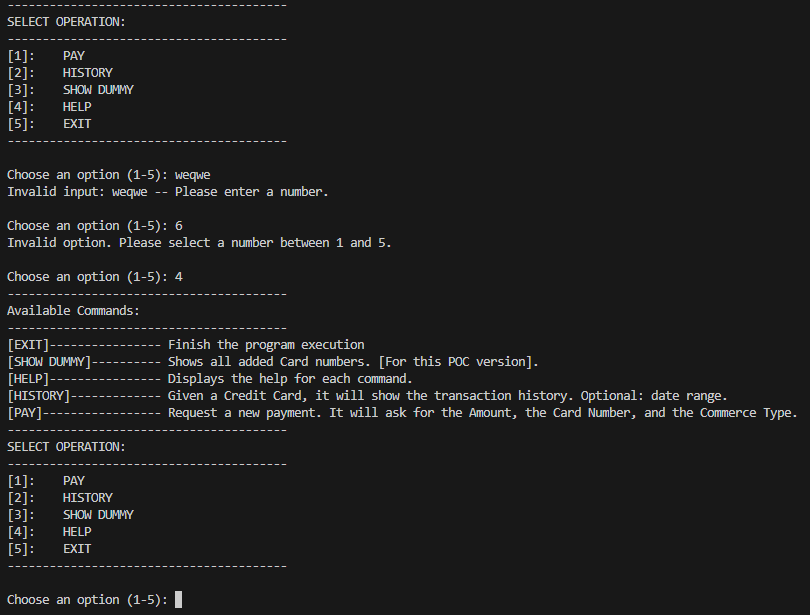 ----------------------------------------
SELECT OPERATION:
----------------------------------------
[1]:    PAY
[2]:    HISTORY
[3]:    SHOW DUMMY
[4]:    HELP
[5]:    EXIT
----------------------------------------
Choose an option (1-5): weqwe
Invalid input: weqwe -- Please enter a number.
Choose an option (1-5): 6
Invalid option. Please select a number between 1 and 5.
Choose an option (1-5): 4
----------------------------------------
Available Commands:
----------------------------------------
[EXIT]---------------- Finish the program execution
[SHOW DUMMY]---------- Shows all added Card numbers. [For this POC version].
[HELP]---------------- Displays the help for each command.
[HISTORY]------------- Given a Credit Card, it will show the transaction history. Optional: date range.
[PAY]----------------- Request a new payment. It will ask for the Amount, the Card Number, and the Commerce Type.
----------------------------------------
SELECT OPERATION:
----------------------------------------
[1]:    PAY
[2]:    HISTORY
[3]:    SHOW DUMMY
[4]:    HELP
[5]:    EXIT
----------------------------------------
Choose an option (1-5):